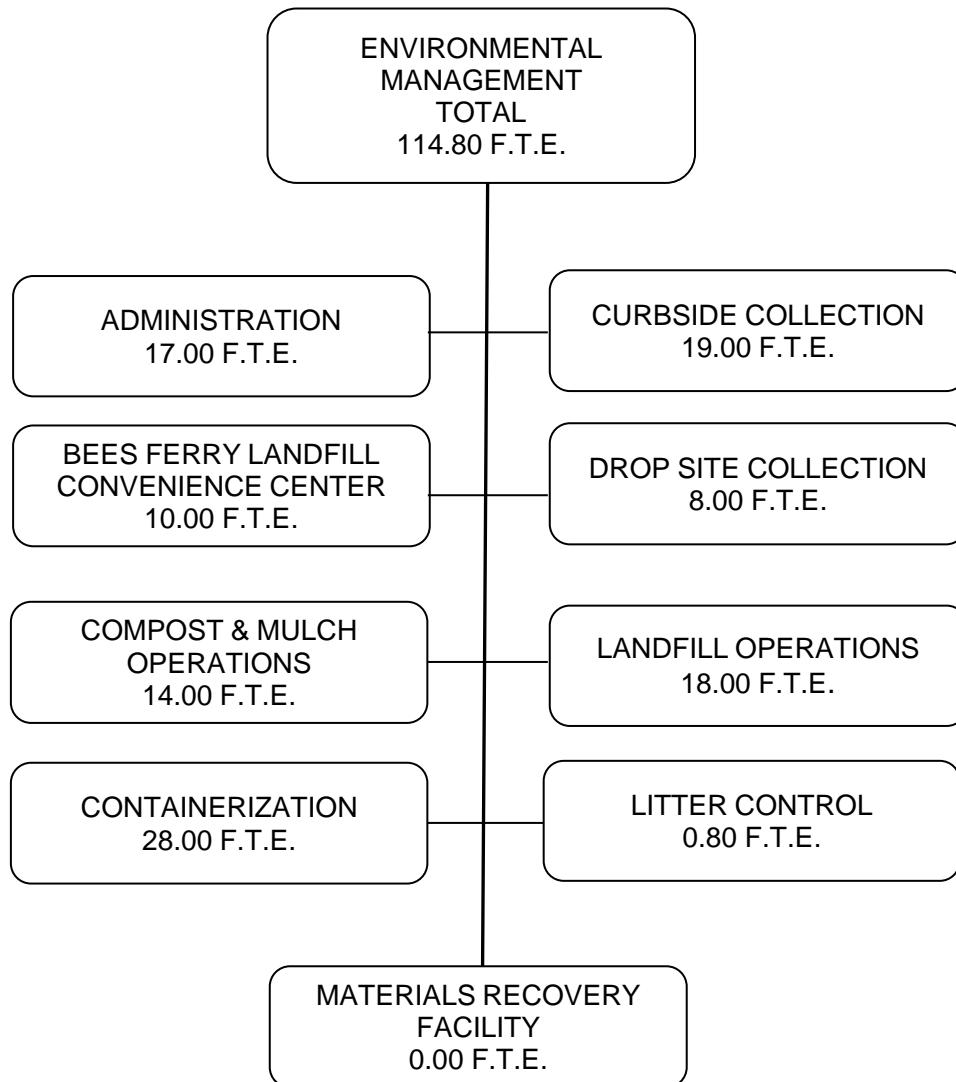 ENVIRONMENTAL
MANAGEMENT
TOTAL
114.80 F.T.E.
ADMINISTRATION
17.00 F.T.E.
CURBSIDE COLLECTION
19.00 F.T.E.
BEES FERRY LANDFILL
CONVENIENCE CENTER
10.00 F.T.E.
DROP SITE COLLECTION
8.00 F.T.E.
COMPOST & MULCH
OPERATIONS
14.00 F.T.E.
LANDFILL OPERATIONS
18.00 F.T.E.
CONTAINERIZATION
28.00 F.T.E.
LITTER CONTROL
0.80 F.T.E.
MATERIALS RECOVERY
FACILITY
0.00 F.T.E.